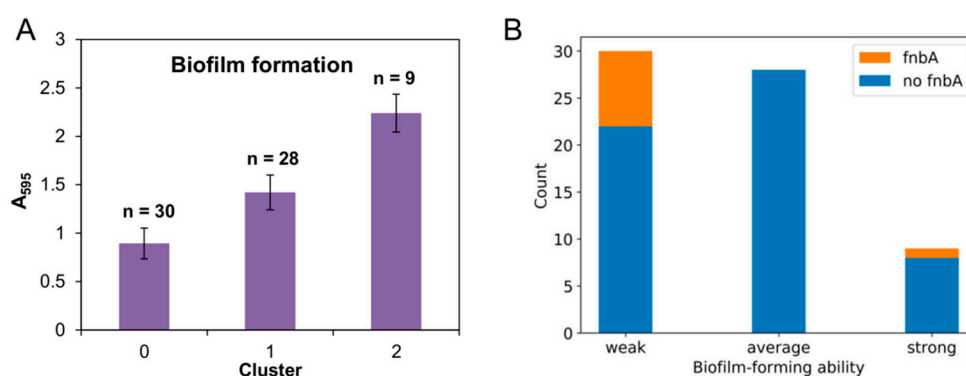 A
Biofilm formation
3
2.5
2
1.5
1
0.5
0
A595
n = 30
n = 28
n = 9
0 1 2
Cluster
B
fnbA
no fnbA
30
25
20
15
10
5
0
Count
weak average strong
Biofilm-forming ability